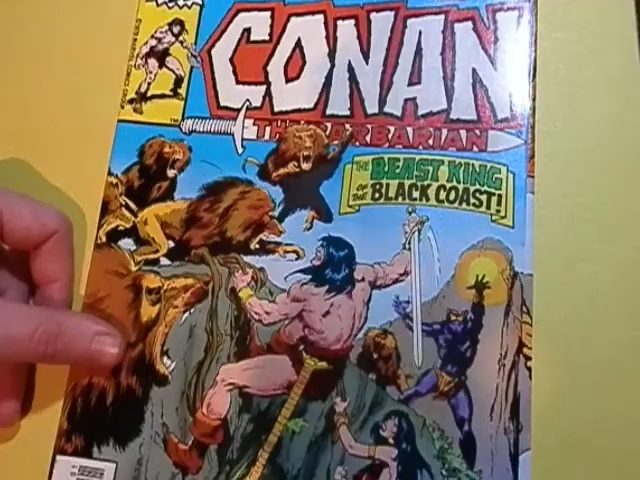 CONAN
THE BARBARIAN
THE BEAST KING
OF THE BLACK COAST!